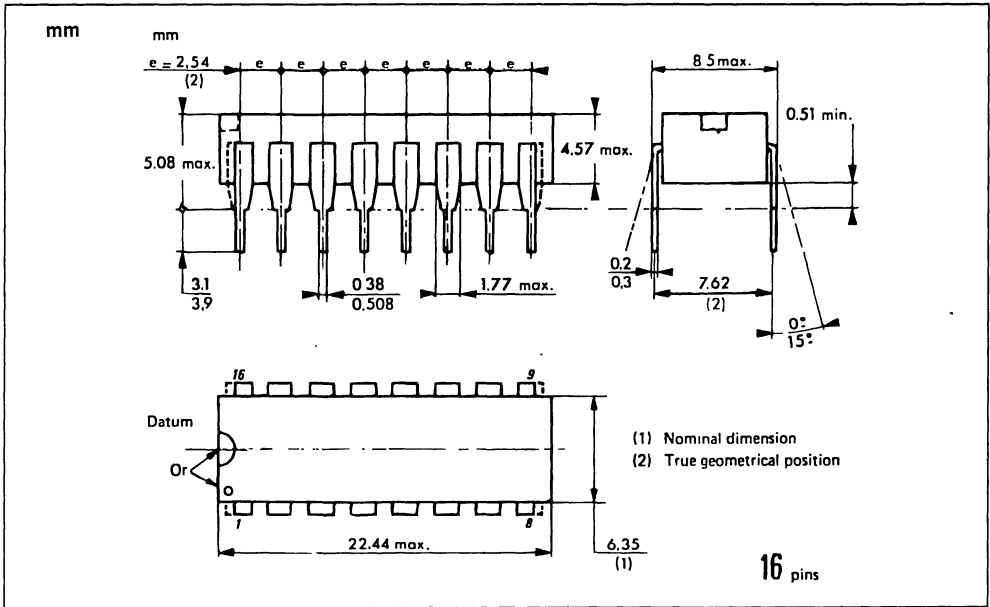 mm
mm
e = 2,54
(2)
e e e e e e e
8 5 max.
0.51 min.
5.08 max.
4,57 max.
3.1
3,9
0 38
0,508
1,77 max.
0.2
0,3
7,62
(2)
0°
15°
16 9
Datum
Or
1 8
22,44 max.
6,35
(1)
(1) Nominal dimension
(2) True geometrical position
16 pins